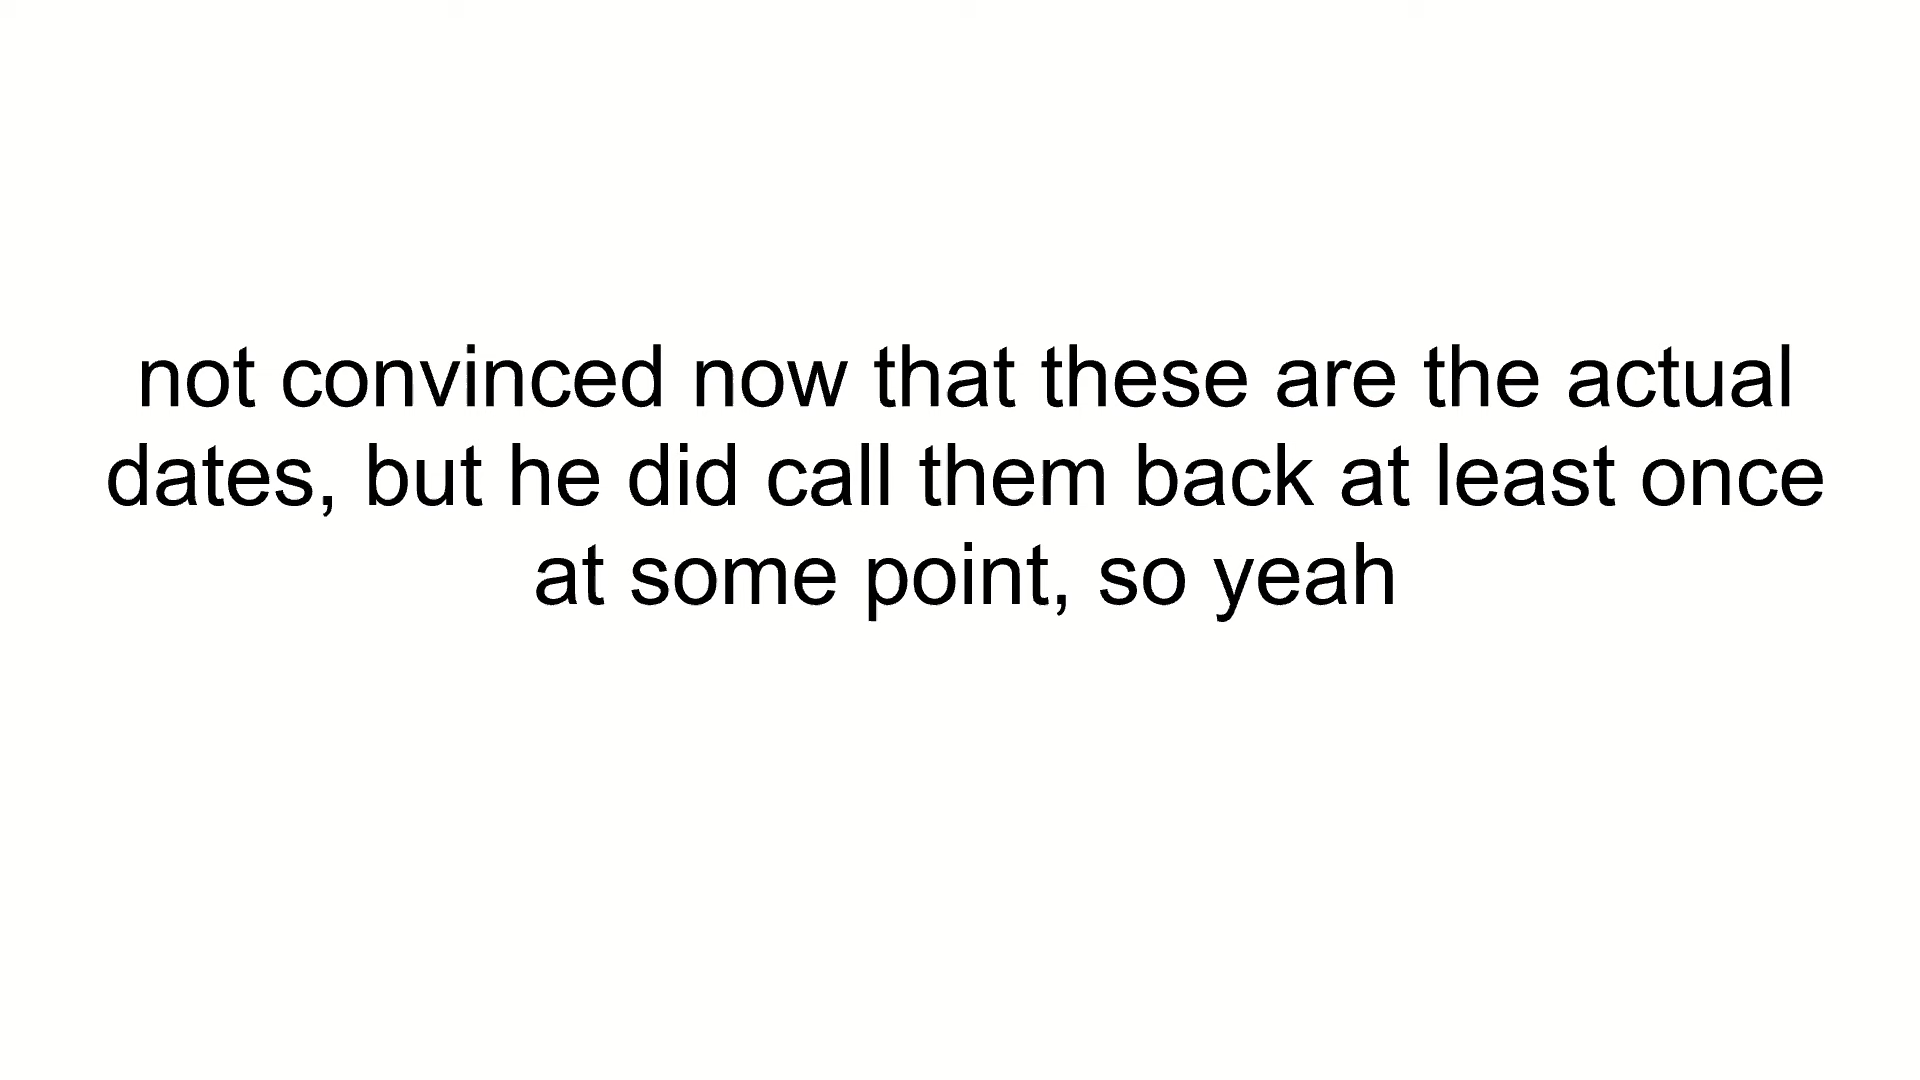 not convinced now that these are the actual
dates, but he did call them back at least once
at some point, so yeah